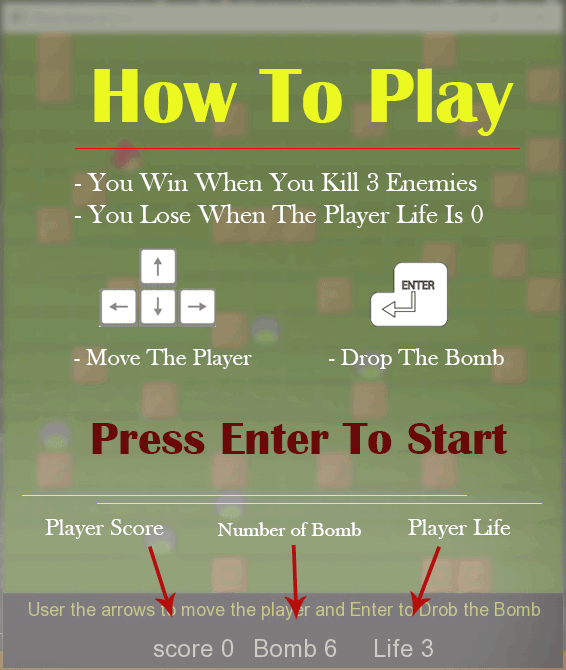 How To Play
- You Win When You Kill 3 Enemies
- You Lose When The Player Life Is 0
ENTER
- Move The Player - Drop The Bomb
Press Enter To Start
Player Score Number of Bomb Player Life
User the arrows to move the player and Enter to Drob the Bomb
score 0 Bomb 6 Life 3